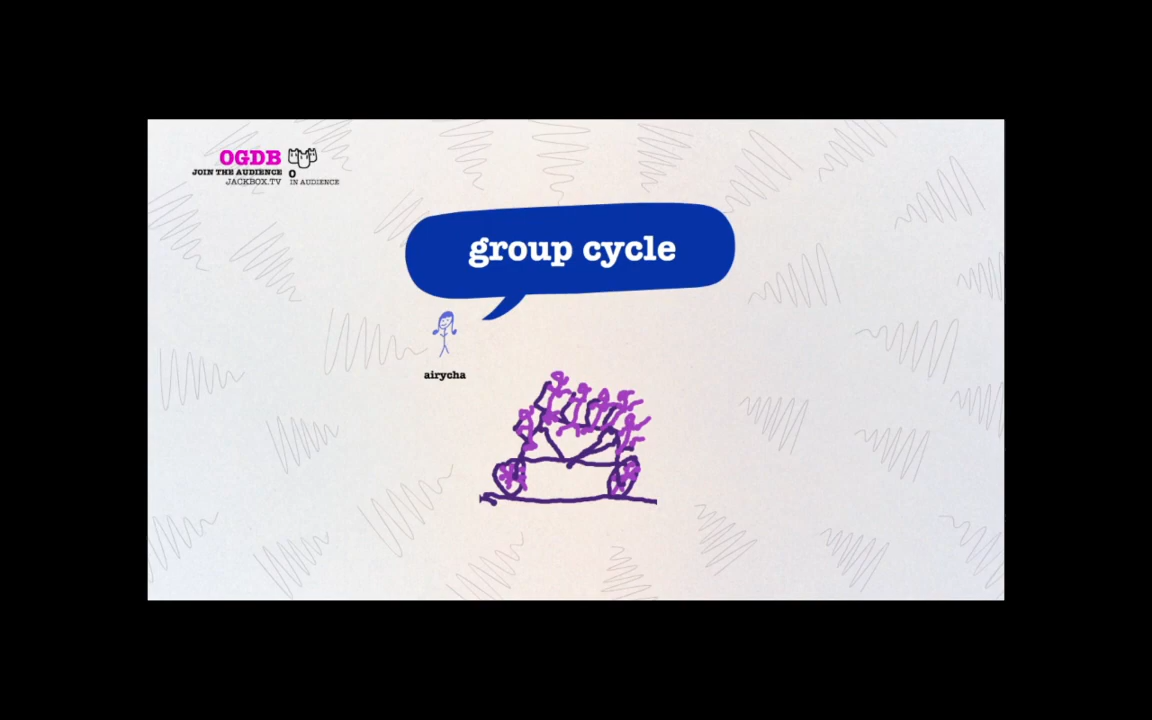 OGDB
JOIN THE AUDIENCE
JACKBOX.TV
0
IN AUDIENCE
group cycle
airycha